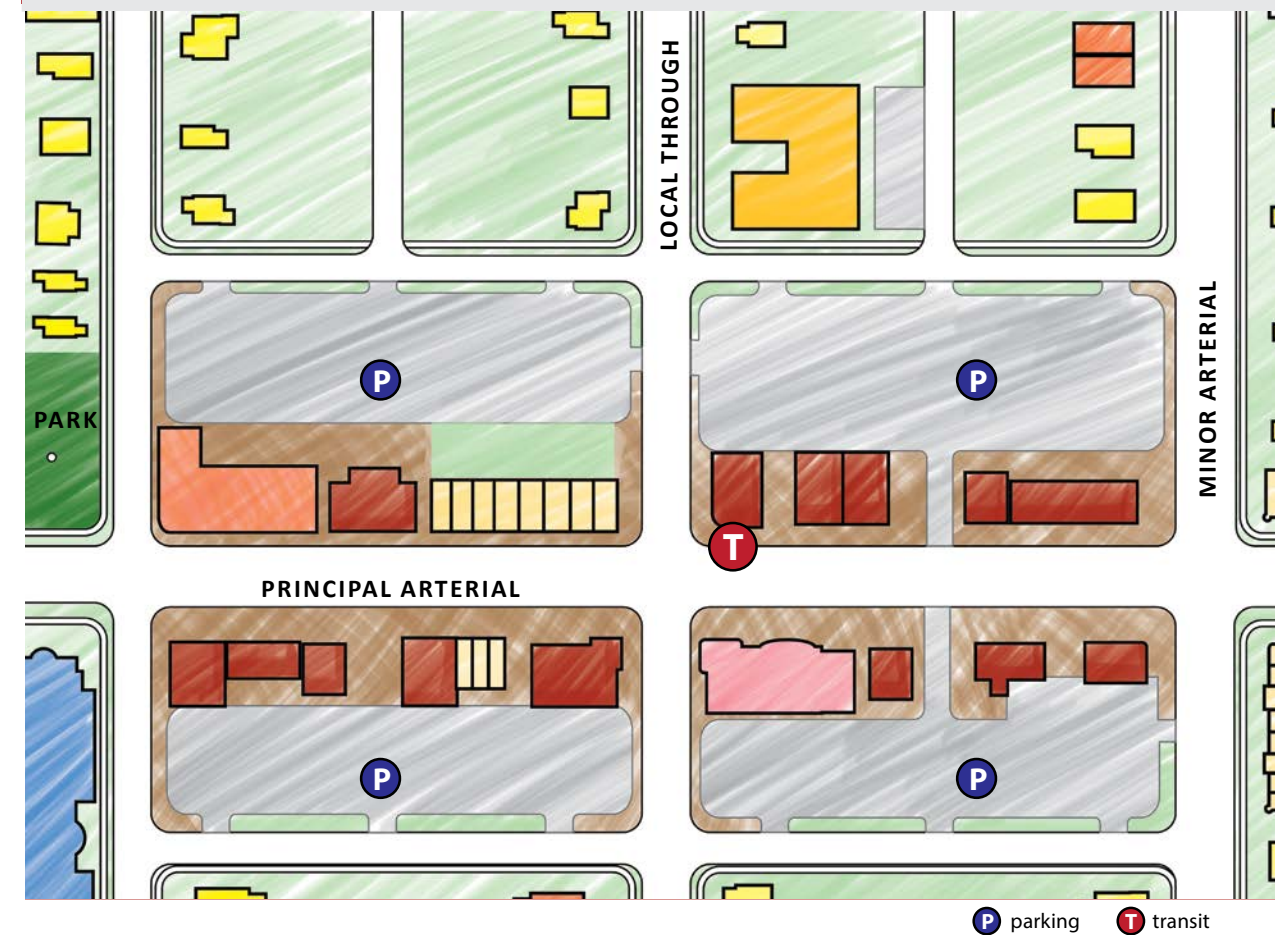 LOCAL THROUGH
MINOR ARTERIAL
P
P
PARK
T
PRINCIPAL ARTERIAL
P
P
P parking
T transit